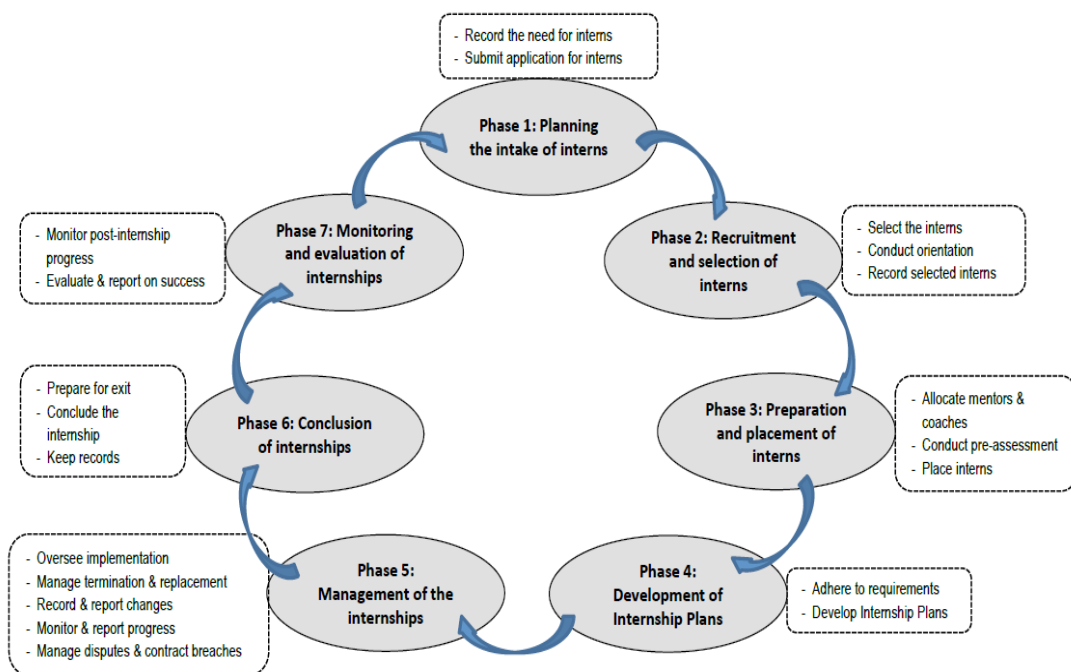 - Record the need for interns
- Submit application for interns
Phase 1: Planning
the intake of interns
Phase 2: Recruitment
and selection of
interns
- Select the interns
- Conduct orientation
- Record selected interns
Phase 3: Preparation
and placement of
interns
- Allocate mentors &
coaches
- Conduct pre-assessment
- Place interns
Phase 4:
Development of
Internship Plans
- Adhere to requirements
- Develop Internship Plans
Phase 5:
Management of the
internships
- Oversee implementation
- Manage termination & replacement
- Record & report changes
- Monitor & report progress
- Manage disputes & contract breaches
Phase 6: Conclusion
of internships
- Prepare for exit
- Conclude the
internship
- Keep records
Phase 7: Monitoring
and evaluation of
internships
- Monitor post-internship
progress
- Evaluate & report on success